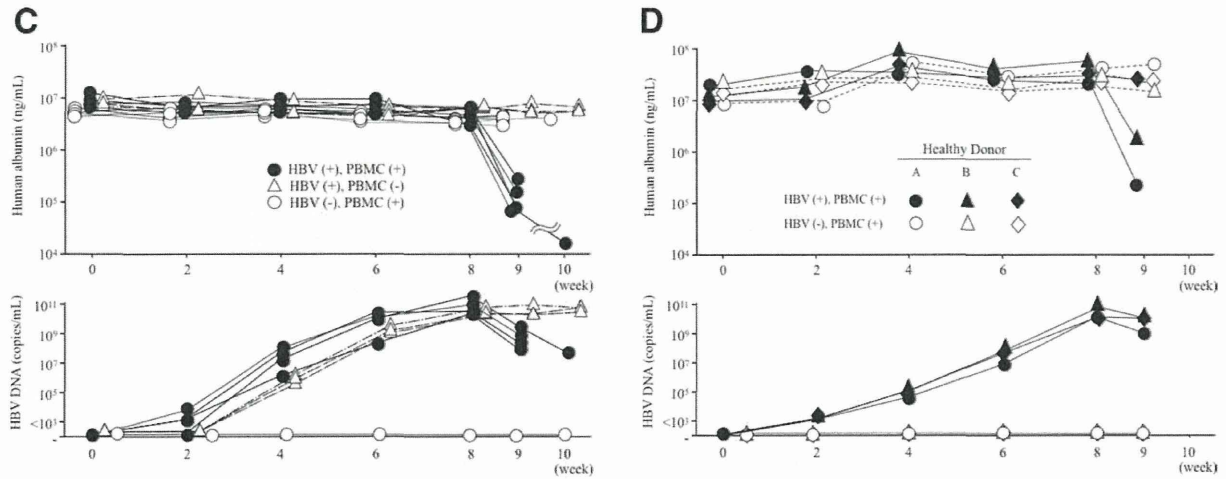 C
Human albumin (ng/mL)
10⁸
10⁷
10⁶
10⁵
10⁴
HBV (+), PBMC (+)
HBV (+), PBMC (-)
HBV (-), PBMC (+)
0 2 4 6 8 9 10
(week)
HBV DNA (copies/mL)
10¹¹
10⁹
10⁷
10⁵
<10³
-
0 2 4 6 8 9 10
(week)
D
Human albumin (ng/mL)
10⁸
10⁷
10⁶
10⁵
10⁴
Healthy Donor
A B C
HBV (+), PBMC (+)
HBV (-), PBMC (+)
0 2 4 6 8 9 10
(week)
HBV DNA (copies/mL)
10¹¹
10⁹
10⁷
10⁵
<10³
-
0 2 4 6 8 9 10
(week)